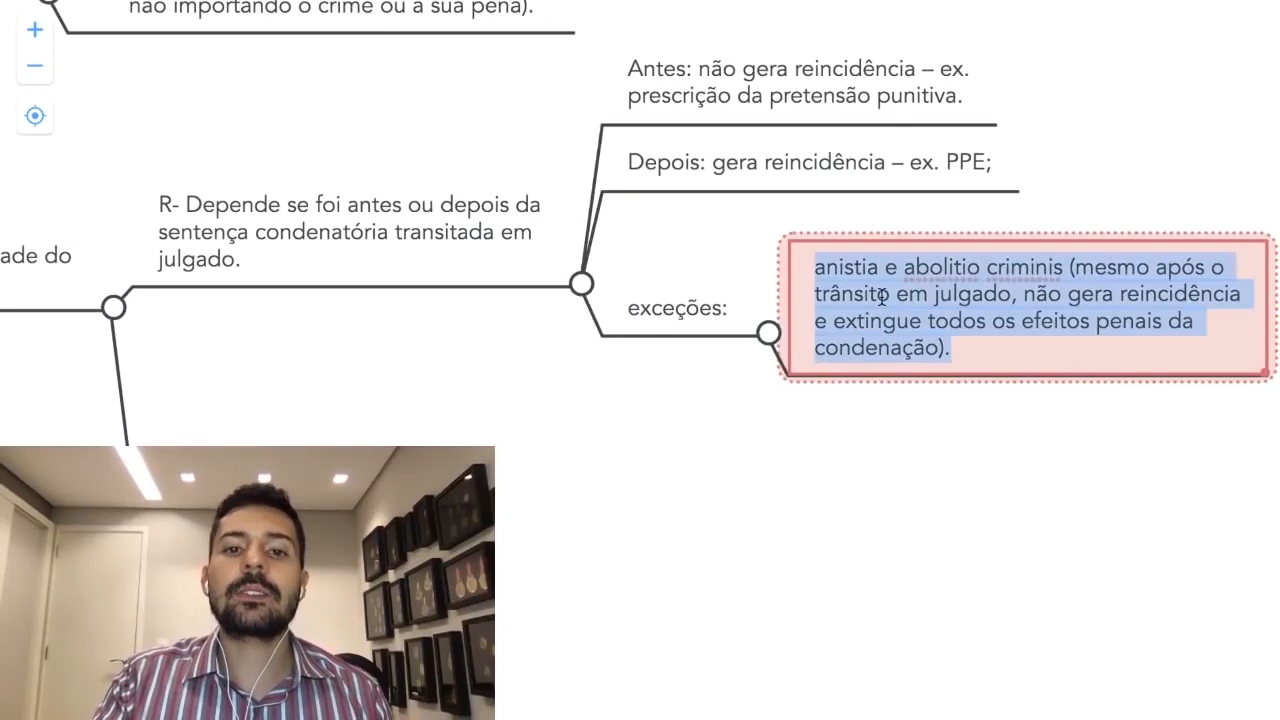 não importando o crime ou a sua pena).
Antes: não gera reincidência – ex.
prescrição da pretensão punitiva.
Depois: gera reincidência – ex. PPE;
R- Depende se foi antes ou depois da
sentença condenatória transitada em
julgado.
ade do
exceções:
anistia e abolitio criminis (mesmo após o
trânsito em julgado, não gera reincidência
e extingue todos os efeitos penais da
condenação).